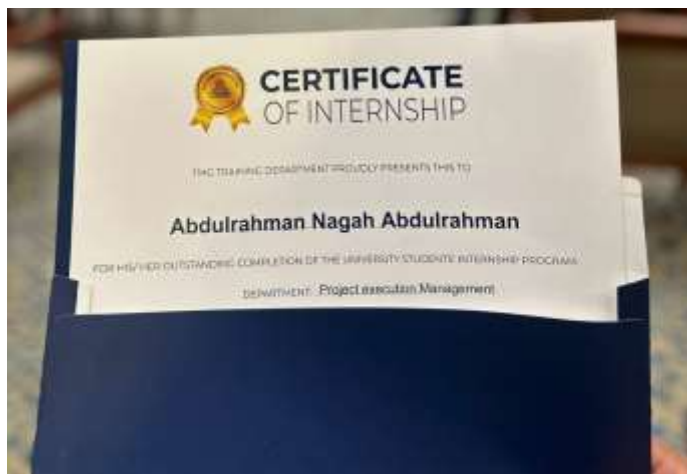 CERTIFICATE
OF INTERNSHIP
TMG TRAINING DEPARTMENT PROUDLY PRESENTS THIS TO
Abdulrahman Nagah Abdulrahman
FOR HIS/HER OUTSTANDING COMPLETION OF THE UNIVERSITY STUDENTS' INTERNSHIP PROGRAM
DEPARTMENT: Project execution Management